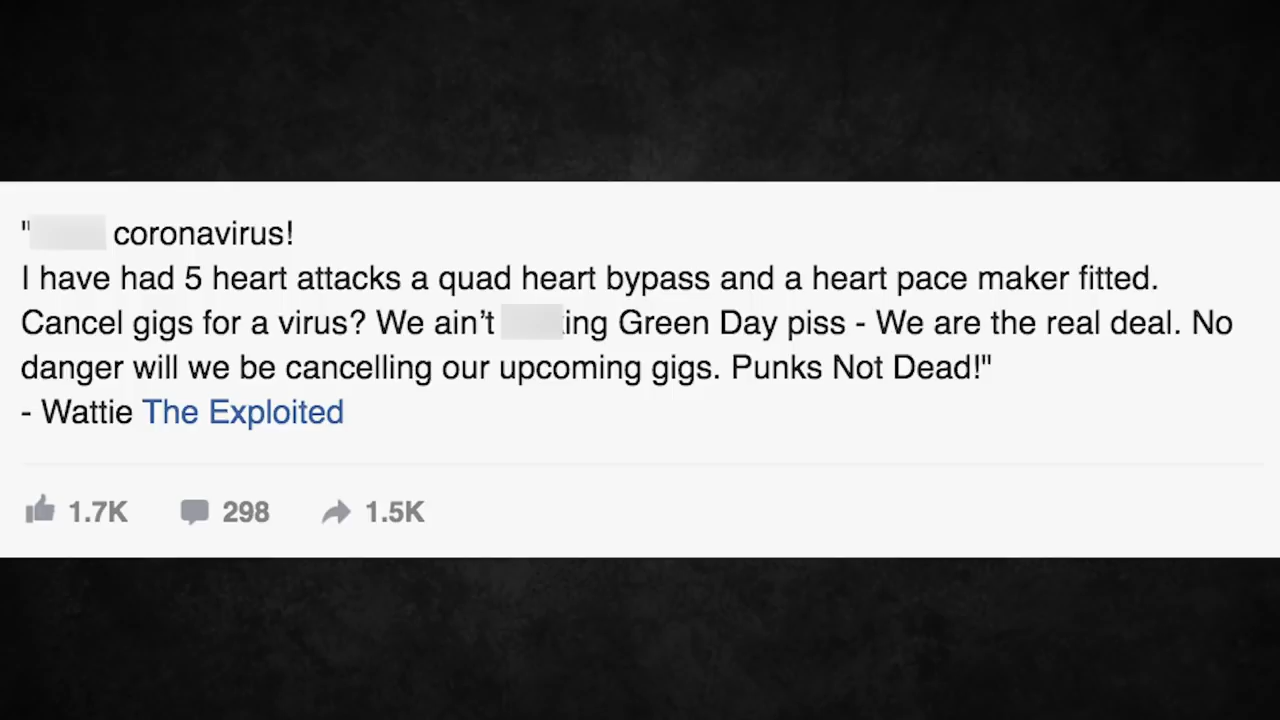 " coronavirus!
I have had 5 heart attacks a quad heart bypass and a heart pace maker fitted.
Cancel gigs for a virus? We ain’t ing Green Day piss - We are the real deal. No
danger will we be cancelling our upcoming gigs. Punks Not Dead!"
- Wattie The Exploited
1.7K 298 1.5K